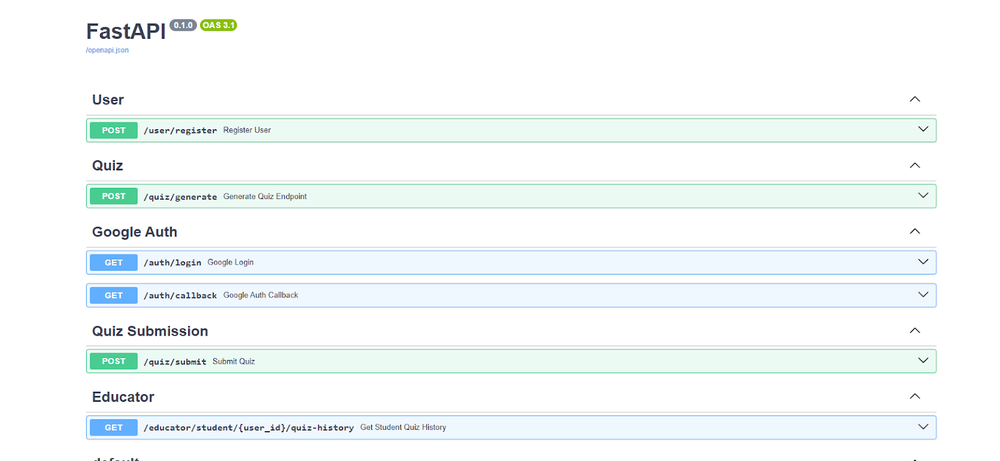 FastAPI 0.1.0 OAS 3.1
/openapi.json
User
POST /user/register Register User
Quiz
POST /quiz/generate Generate Quiz Endpoint
Google Auth
GET /auth/login Google Login
GET /auth/callback Google Auth Callback
Quiz Submission
POST /quiz/submit Submit Quiz
Educator
GET /educator/student/{user_id}/quiz-history Get Student Quiz History
default